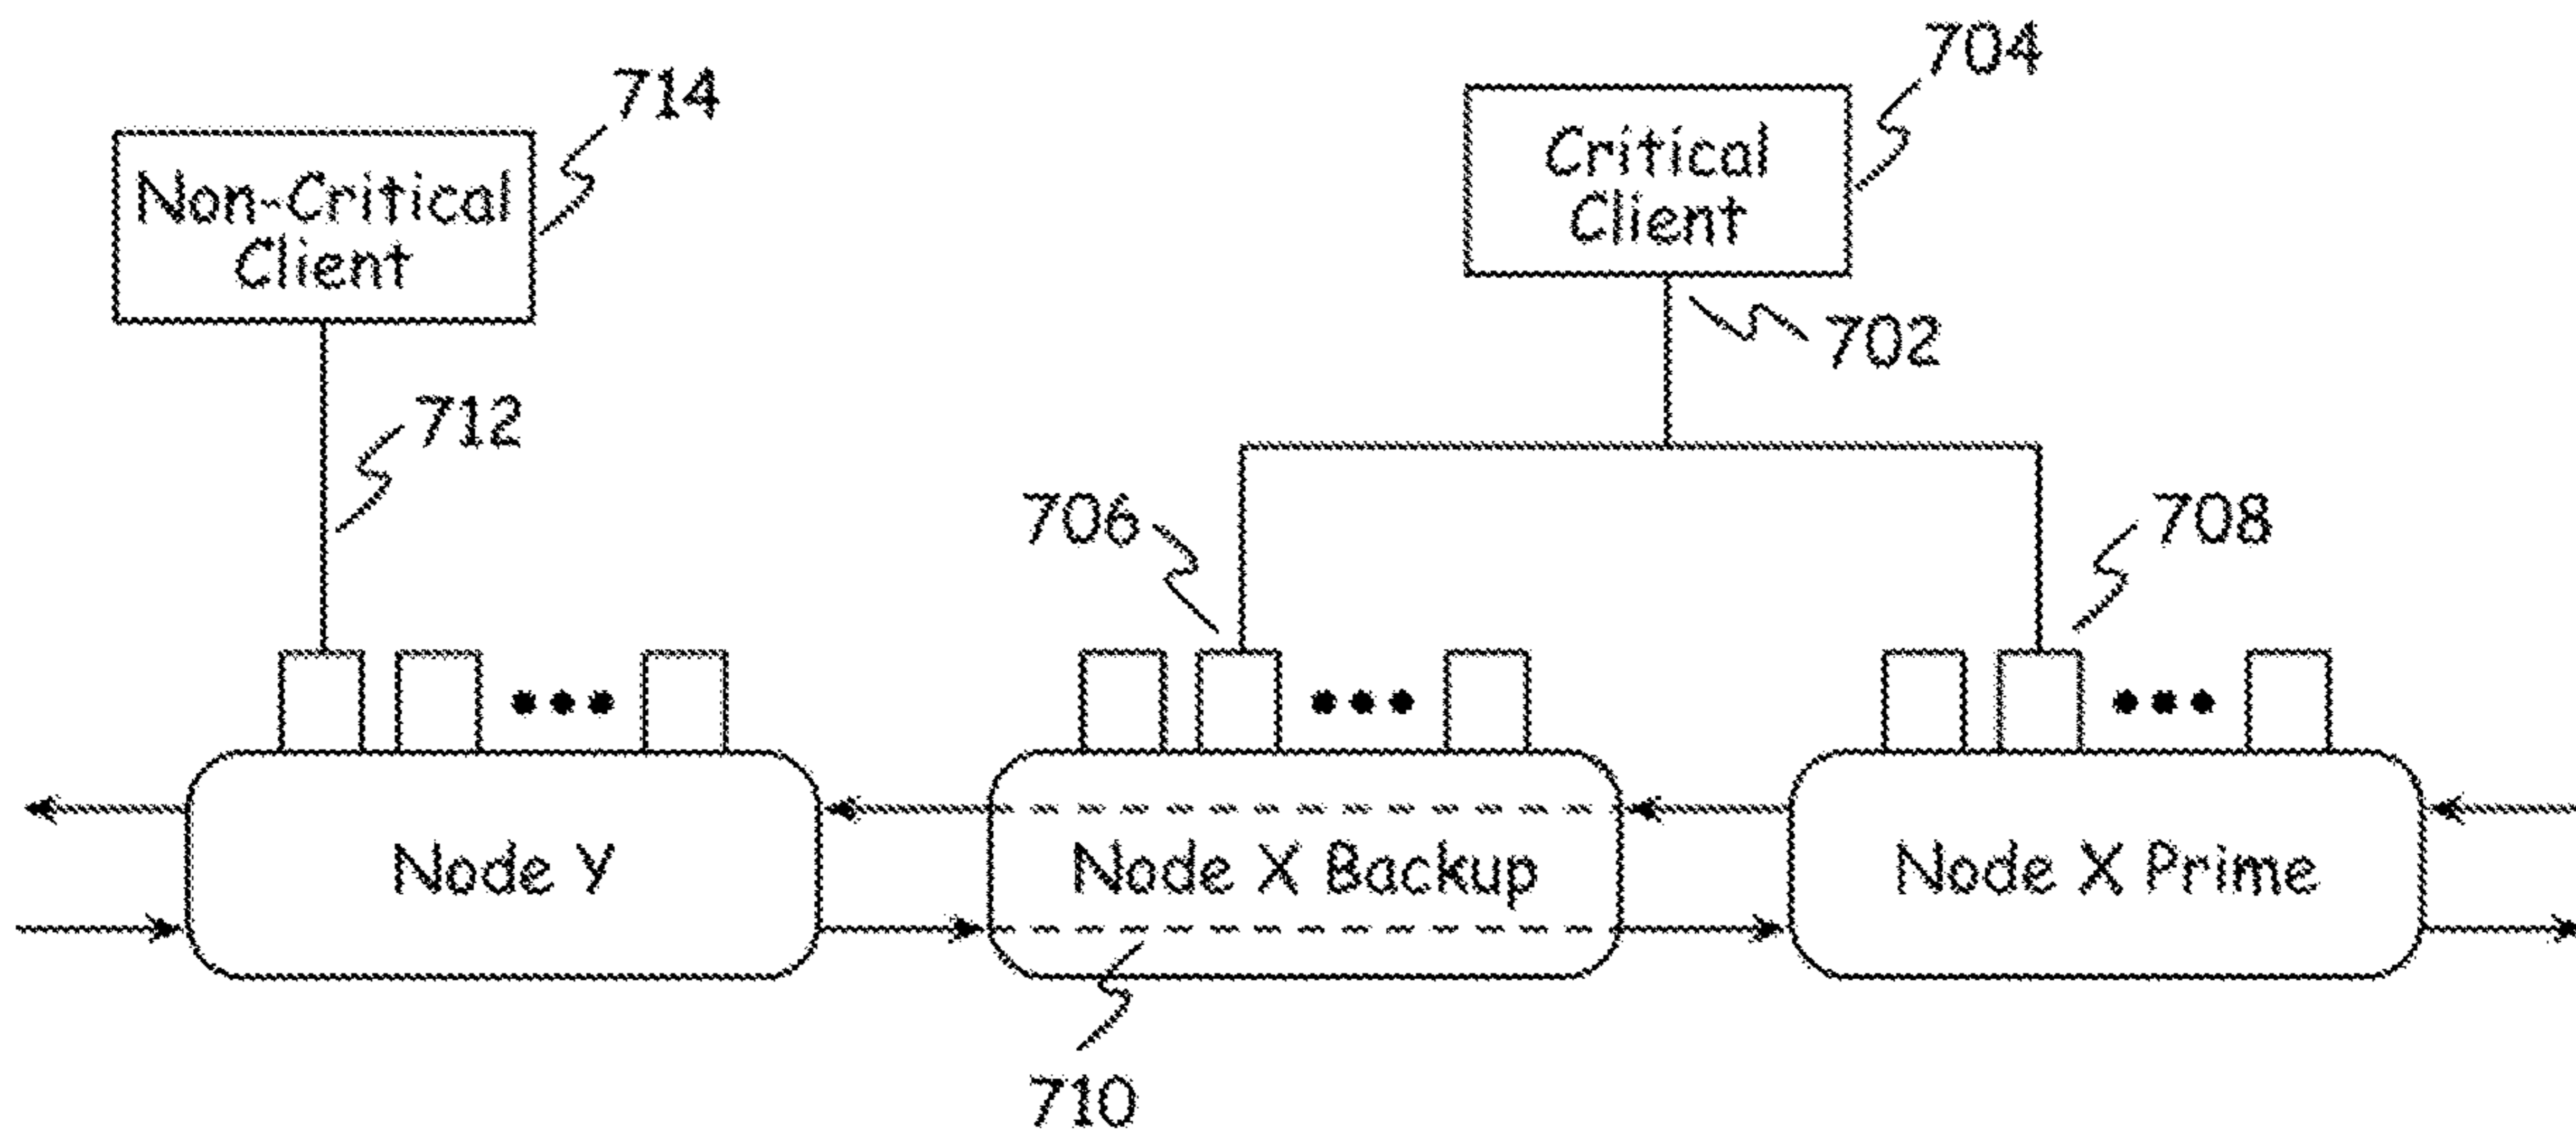 704
714
Critical
Client
Non-Critical
Client
702
712
706
708
Node Y
Node X Backup
Node X Prime
710